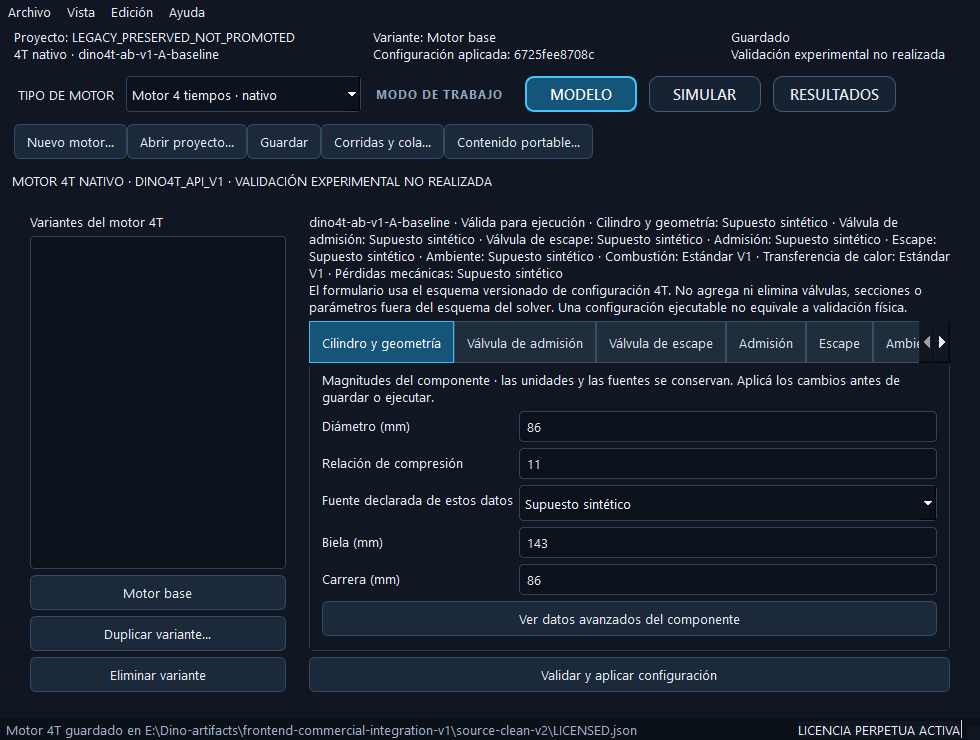 Archivo Vista Edición Ayuda
Proyecto: LEGACY_PRESERVED_NOT_PROMOTED
4T nativo · dino4t-ab-v1-A-baseline
Variante: Motor base
Configuración aplicada: 6725fee8708c
Guardado
Validación experimental no realizada
TIPO DE MOTOR Motor 4 tiempos · nativo MODO DE TRABAJO MODELO SIMULAR RESULTADOS
Nuevo motor... Abrir proyecto... Guardar Corridas y cola... Contenido portable...
MOTOR 4T NATIVO · DINO4T_API_V1 · VALIDACIÓN EXPERIMENTAL NO REALIZADA
Variantes del motor 4T
Motor base
Duplicar variante...
Eliminar variante
dino4t-ab-v1-A-baseline · Válida para ejecución · Cilindro y geometría: Supuesto sintético · Válvula de
admisión: Supuesto sintético · Válvula de escape: Supuesto sintético · Admisión: Supuesto sintético · Escape:
Supuesto sintético · Ambiente: Supuesto sintético · Combustión: Estándar V1 · Transferencia de calor: Estándar
V1 · Pérdidas mecánicas: Supuesto sintético
El formulario usa el esquema versionado de configuración 4T. No agrega ni elimina válvulas, secciones o
parámetros fuera del esquema del solver. Una configuración ejecutable no equivale a validación física.
Cilindro y geometría Válvula de admisión Válvula de escape Admisión Escape Ambie
Magnitudes del componente · las unidades y las fuentes se conservan. Aplicá los cambios antes de
guardar o ejecutar.
Diámetro (mm) 86
Relación de compresión 11
Fuente declarada de estos datos Supuesto sintético
Biela (mm) 143
Carrera (mm) 86
Ver datos avanzados del componente
Validar y aplicar configuración
Motor 4T guardado en E:\Dino-artifacts\frontend-commercial-integration-v1\source-clean-v2\LICENSED.json
LICENCIA PERPETUA ACTIVA